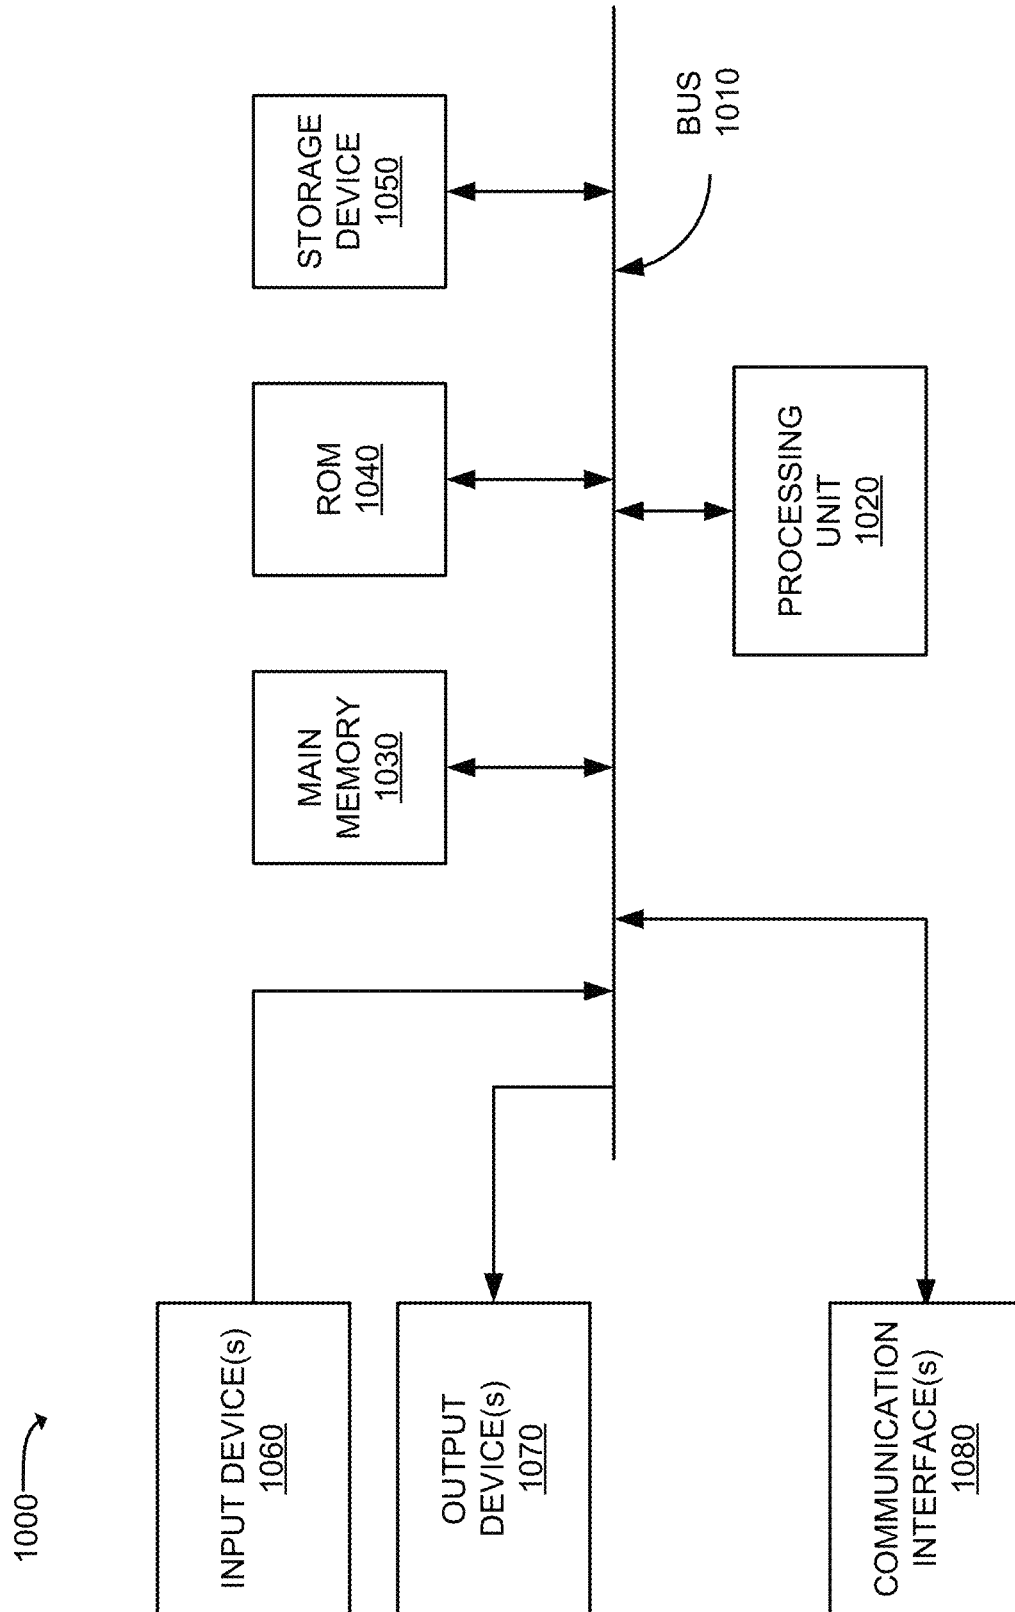 1000
INPUT DEVICE(s)
1060
OUTPUT
DEVICE(s)
1070
COMMUNICATION
INTERFACE(s)
1080
MAIN
MEMORY
1030
ROM
1040
STORAGE
DEVICE
1050
PROCESSING
UNIT
1020
BUS
1010